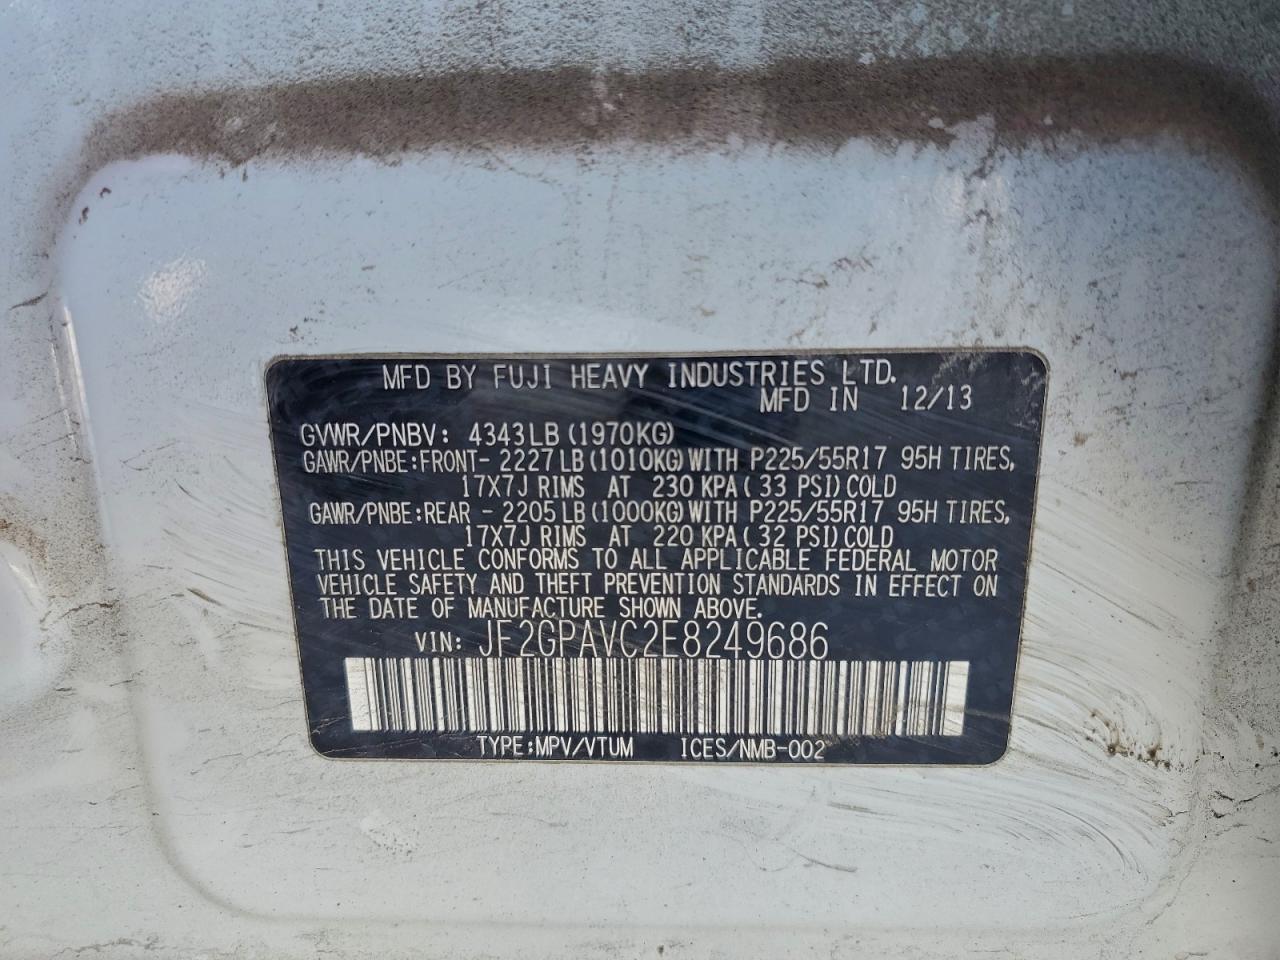 MFD BY FUJI HEAVY INDUSTRIES LTD.
MFD IN 12/13
GVWR/PNBV: 4343LB (1970KG)
GAWR/PNBE:FRONT- 2227LB (1010KG) WITH P225/55R17 95H TIRES,
17X7J RIMS AT 230 KPA ( 33 PSI) COLD
GAWR/PNBE:REAR - 2205LB (1000KG) WITH P225/55R17 95H TIRES,
17X7J RIMS AT 220 KPA ( 32 PSI) COLD
THIS VEHICLE CONFORMS TO ALL APPLICABLE FEDERAL MOTOR
VEHICLE SAFETY AND THEFT PREVENTION STANDARDS IN EFFECT ON
THE DATE OF MANUFACTURE SHOWN ABOVE.
VIN: JF2GPAVC2E8249686
TYPE:MPV/VTUM ICES/NMB-002